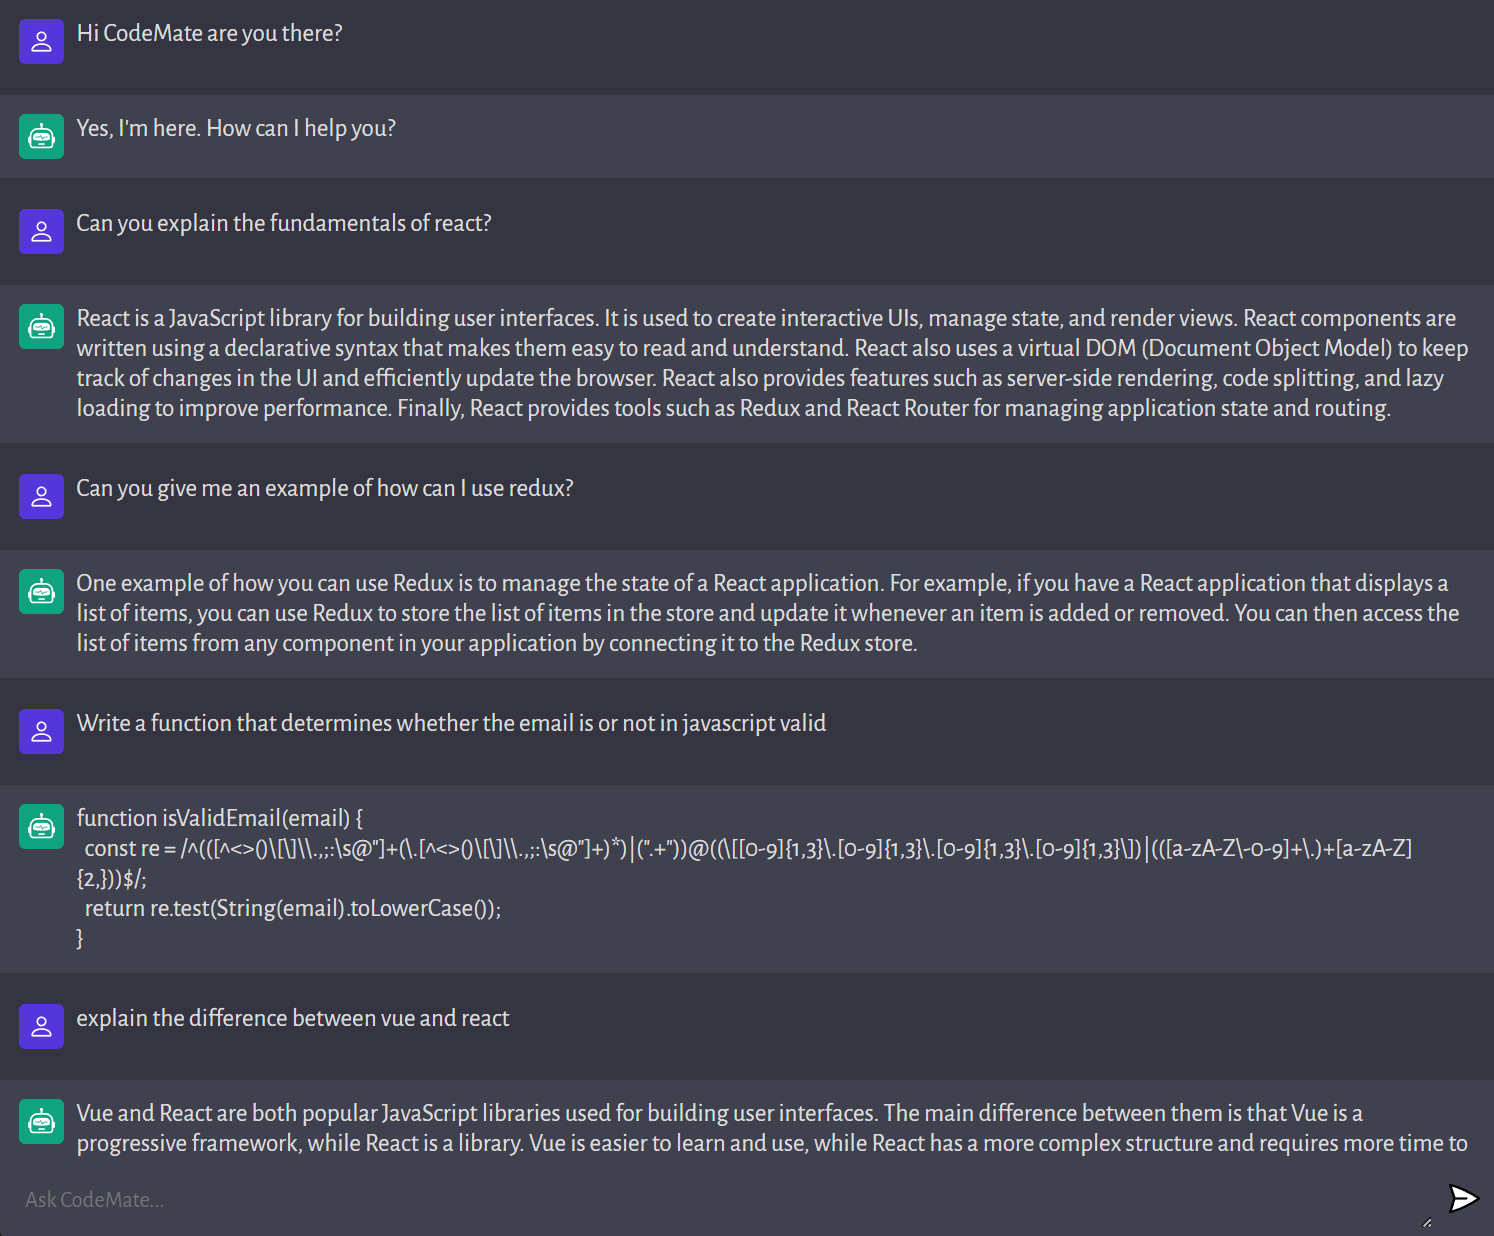 Hi CodeMate are you there?
Yes, I'm here. How can I help you?
Can you explain the fundamentals of react?
React is a JavaScript library for building user interfaces. It is used to create interactive UIs, manage state, and render views. React components are
written using a declarative syntax that makes them easy to read and understand. React also uses a virtual DOM (Document Object Model) to keep
track of changes in the UI and efficiently update the browser. React also provides features such as server-side rendering, code splitting, and lazy
loading to improve performance. Finally, React provides tools such as Redux and React Router for managing application state and routing.
Can you give me an example of how can I use redux?
One example of how you can use Redux is to manage the state of a React application. For example, if you have a React application that displays a
list of items, you can use Redux to store the list of items in the store and update it whenever an item is added or removed. You can then access the
list of items from any component in your application by connecting it to the Redux store.
Write a function that determines whether the email is or not in javascript valid
function isValidEmail(email) {
  const re = /^(([^<>()\[\]\\.,;:\s@"]+(\.[^<>()\[\]\\.,;:\s@"]+)*)|(".+"))@((\[[0-9]{1,3}\.[0-9]{1,3}\.[0-9]{1,3}\.[0-9]{1,3}\])|(([a-zA-Z\-0-9]+\.)+[a-zA-Z]
{2,}))$/;
  return re.test(String(email).toLowerCase());
}
explain the difference between vue and react
Vue and React are both popular JavaScript libraries used for building user interfaces. The main difference between them is that Vue is a
progressive framework, while React is a library. Vue is easier to learn and use, while React has a more complex structure and requires more time to
Ask CodeMate...